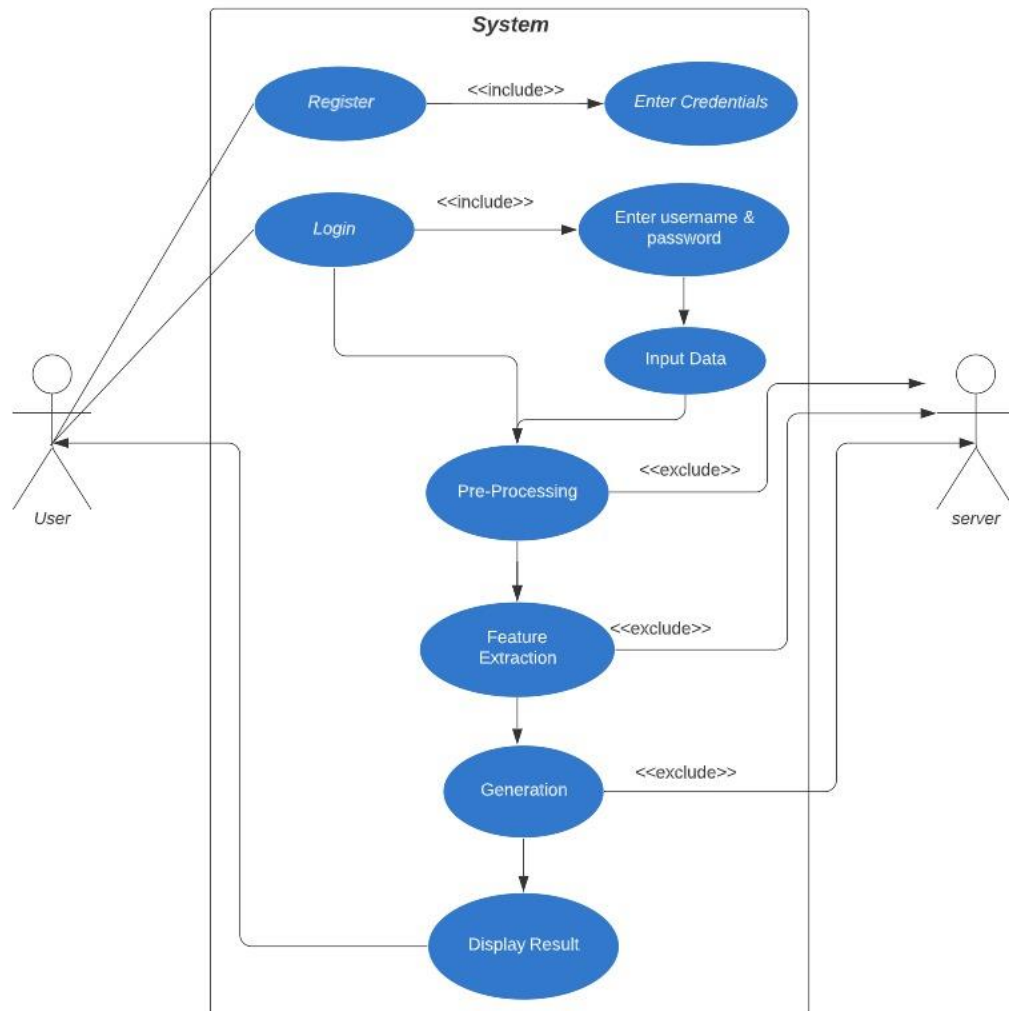 System
Register
<<include>>
Enter Credentials
Login
<<include>>
Enter username &
password
Input Data
User
Pre-Processing
<<exclude>>
server
Feature
Extraction
<<exclude>>
Generation
<<exclude>>
Display Result